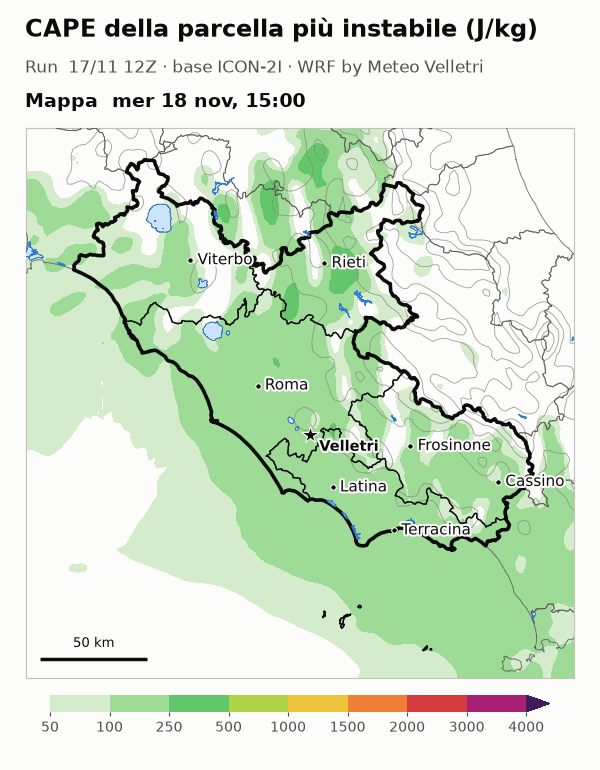 CAPE della parcella più instabile (J/kg)
Run  17/11 12Z · base ICON-2I · WRF by Meteo Velletri
Mappa  mer 18 nov, 15:00
Viterbo
Rieti
Roma
Velletri
Frosinone
Cassino
Latina
Terracina
50 km
50 100 250 500 1000 1500 2000 3000 4000